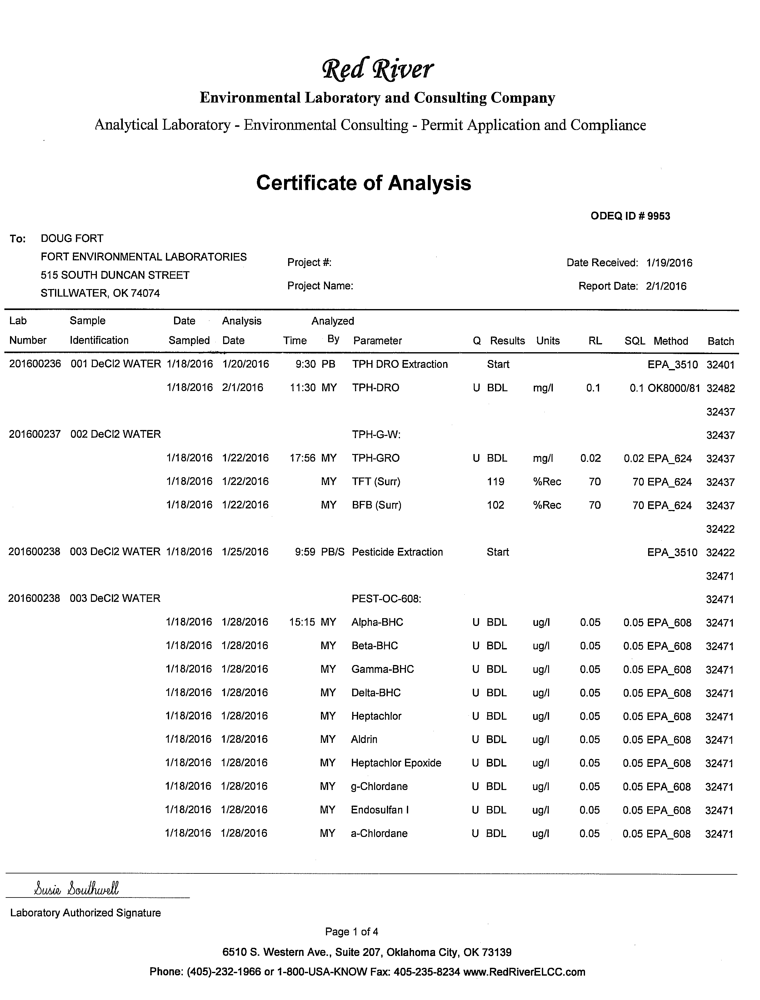 Red River
Environmental Laboratory and Consulting Company
Analytical Laboratory - Environmental Consulting - Permit Application and Compliance
Certificate of Analysis
ODEQ ID # 9953
To: DOUG FORT
FORT ENVIRONMENTAL LABORATORIES
515 SOUTH DUNCAN STREET
STILLWATER, OK 74074
Project #:
Project Name:
Date Received: 1/19/2016
Report Date: 2/1/2016
Lab Sample Date Analysis Analyzed
Number Identification Sampled Date Time By Parameter Q Results Units RL SQL Method Batch
201600236 001 DeCl2 WATER 1/18/2016 1/20/2016 9:30 PB TPH DRO Extraction Start EPA_3510 32401
1/18/2016 2/1/2016 11:30 MY TPH-DRO U BDL mg/l 0.1 0.1 OK8000/81 32482
32437
201600237 002 DeCl2 WATER TPH-G-W: 32437
1/18/2016 1/22/2016 17:56 MY TPH-GRO U BDL mg/l 0.02 0.02 EPA_624 32437
1/18/2016 1/22/2016 MY TFT (Surr) 119 %Rec 70 70 EPA_624 32437
1/18/2016 1/22/2016 MY BFB (Surr) 102 %Rec 70 70 EPA_624 32437
32422
201600238 003 DeCl2 WATER 1/18/2016 1/25/2016 9:59 PB/S Pesticide Extraction Start EPA_3510 32422
32471
201600238 003 DeCl2 WATER PEST-OC-608: 32471
1/18/2016 1/28/2016 15:15 MY Alpha-BHC U BDL ug/l 0.05 0.05 EPA_608 32471
1/18/2016 1/28/2016 MY Beta-BHC U BDL ug/l 0.05 0.05 EPA_608 32471
1/18/2016 1/28/2016 MY Gamma-BHC U BDL ug/l 0.05 0.05 EPA_608 32471
1/18/2016 1/28/2016 MY Delta-BHC U BDL ug/l 0.05 0.05 EPA_608 32471
1/18/2016 1/28/2016 MY Heptachlor U BDL ug/l 0.05 0.05 EPA_608 32471
1/18/2016 1/28/2016 MY Aldrin U BDL ug/l 0.05 0.05 EPA_608 32471
1/18/2016 1/28/2016 MY Heptachlor Epoxide U BDL ug/l 0.05 0.05 EPA_608 32471
1/18/2016 1/28/2016 MY g-Chlordane U BDL ug/l 0.05 0.05 EPA_608 32471
1/18/2016 1/28/2016 MY Endosulfan I U BDL ug/l 0.05 0.05 EPA_608 32471
1/18/2016 1/28/2016 MY a-Chlordane U BDL ug/l 0.05 0.05 EPA_608 32471
Susie Southwell
Laboratory Authorized Signature
Page 1 of 4
6510 S. Western Ave., Suite 207, Oklahoma City, OK 73139
Phone: (405)-232-1966 or 1-800-USA-KNOW Fax: 405-235-8234 www.RedRiverELCC.com